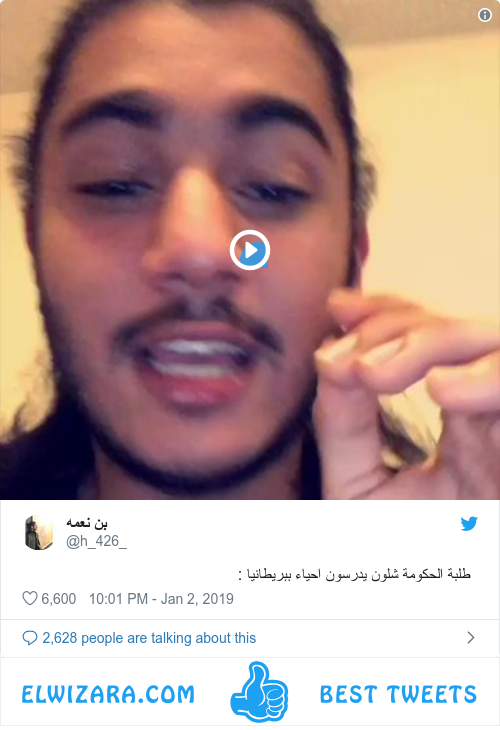 بن نعمه
@h_426_
طلبة الحكومة شلون يدرسون احياء ببريطانيا :
6,600 10:01 PM - Jan 2, 2019
2,628 people are talking about this
ELWIZARA.COM BEST TWEETS